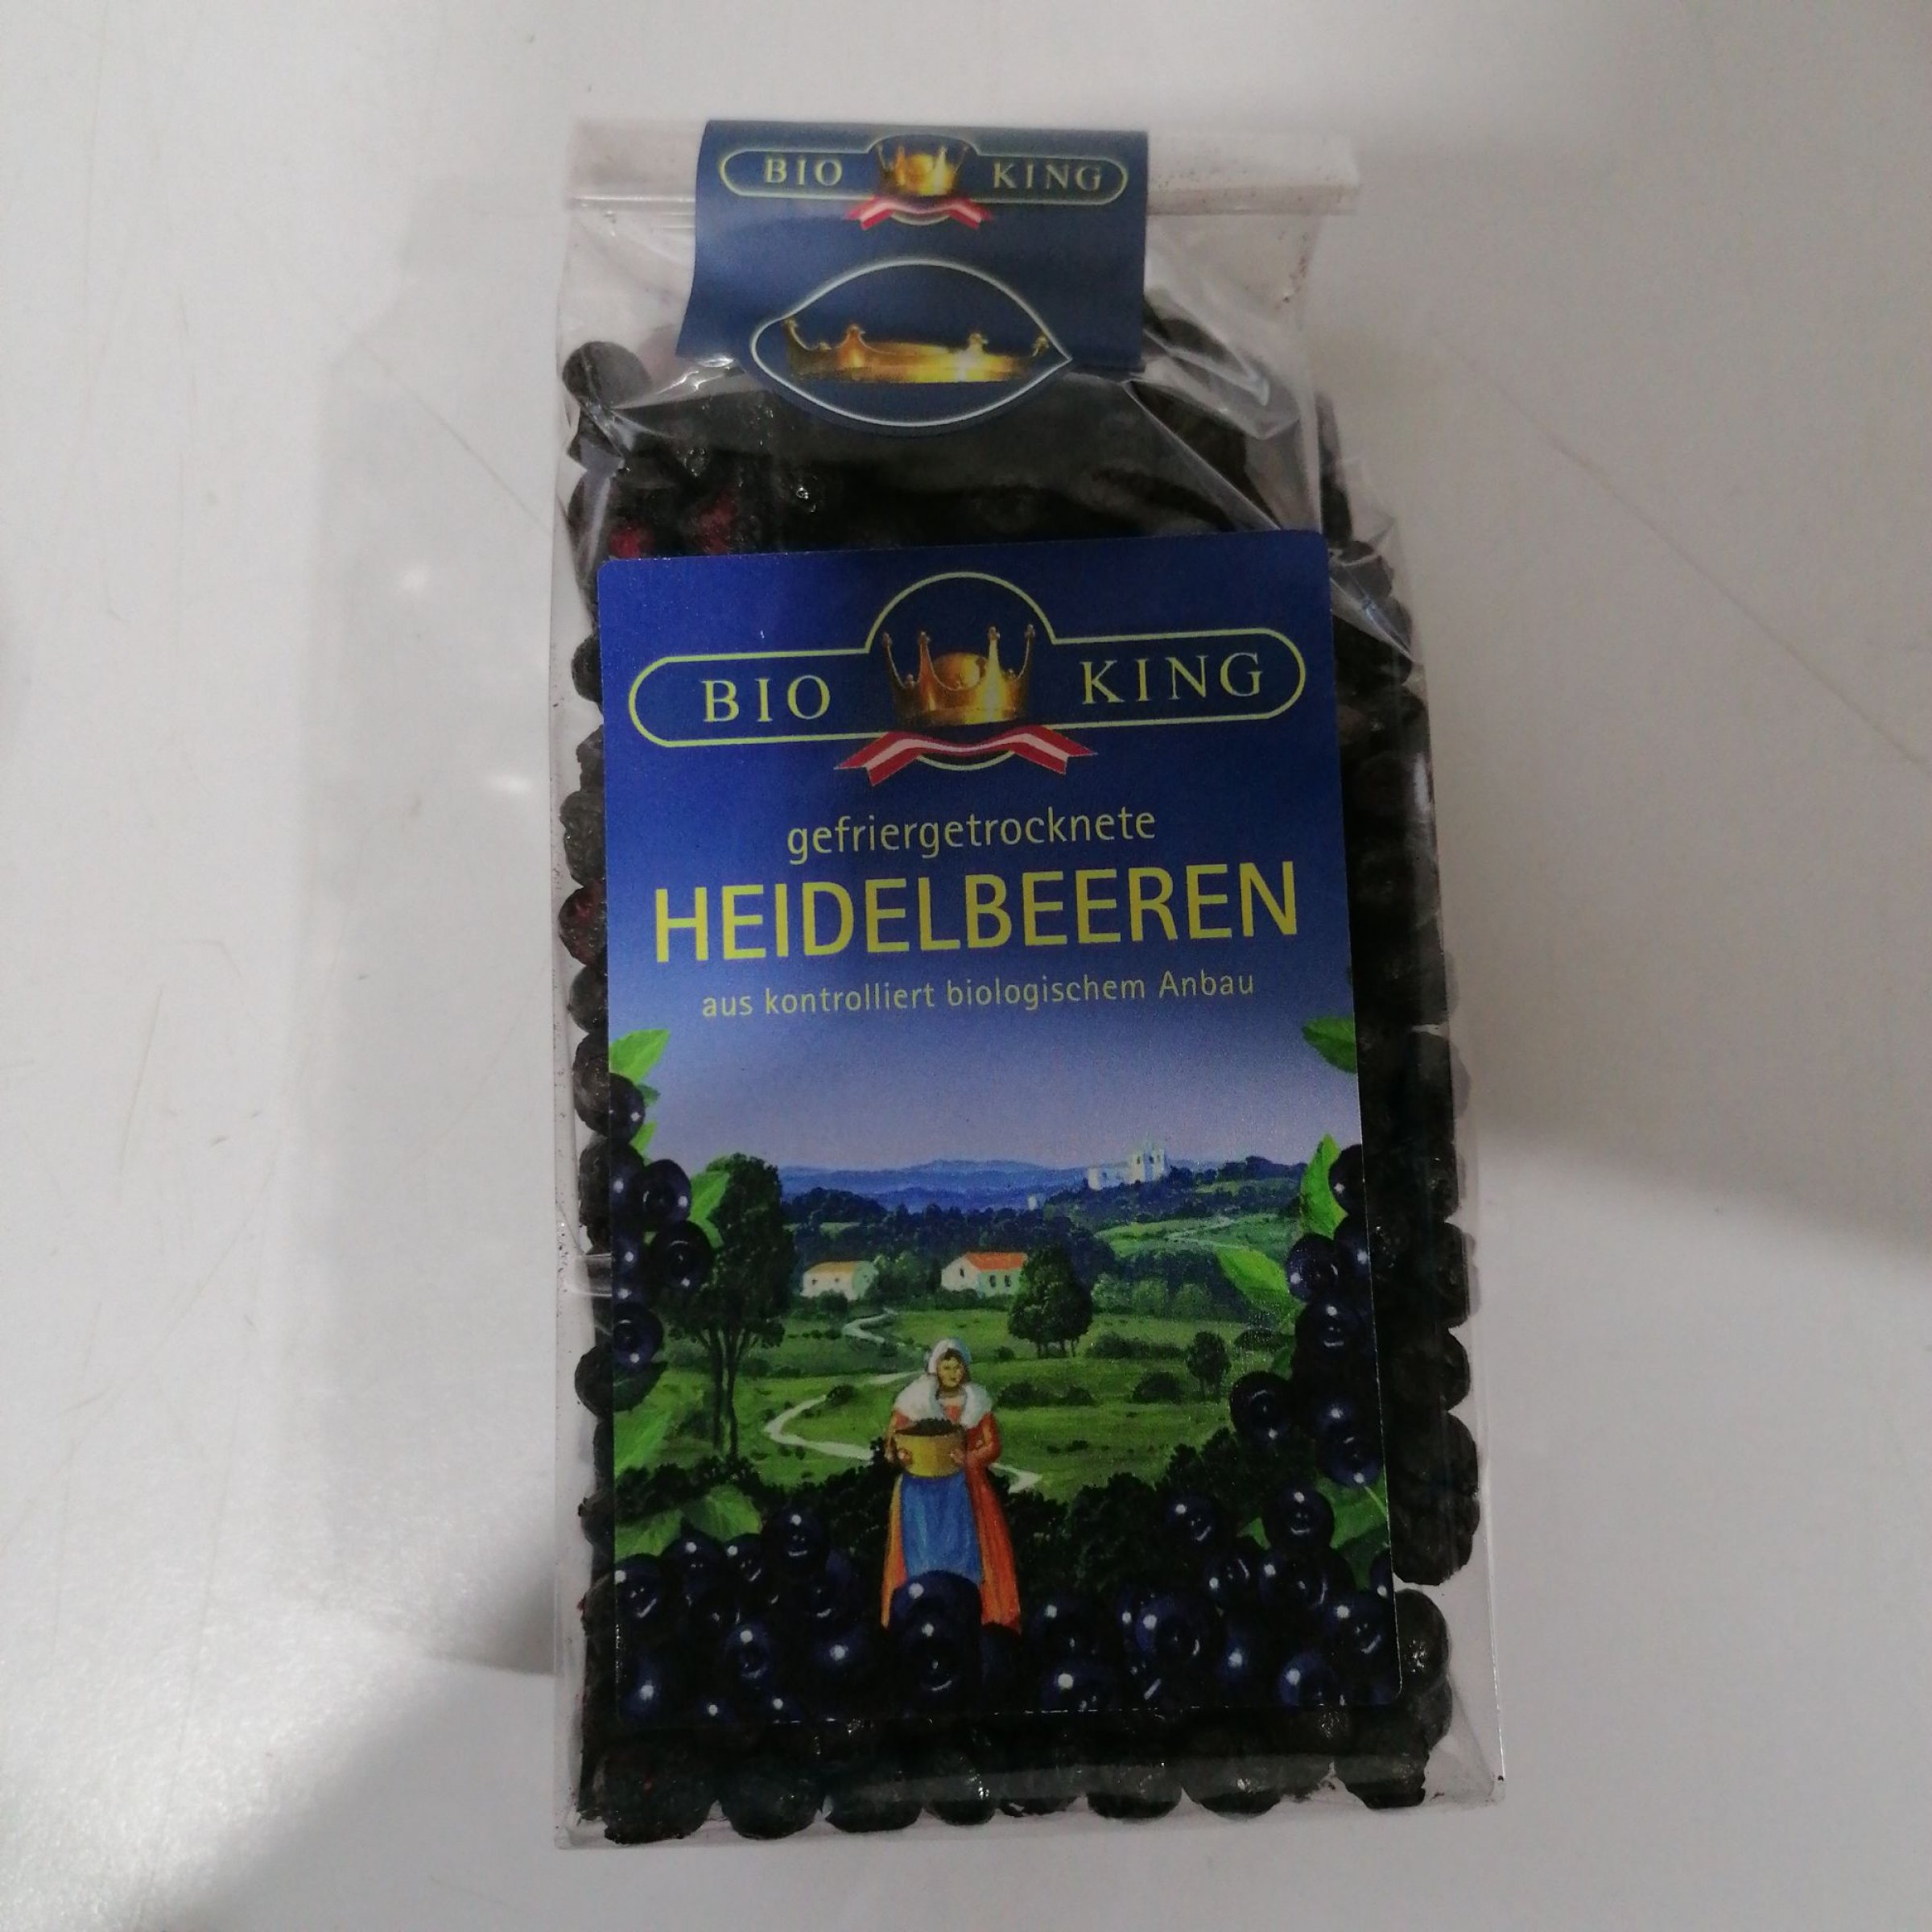 BIO KING
BIO KING
gefriergetrocknete
HEIDELBEEREN
aus kontrolliert biologischem Anbau